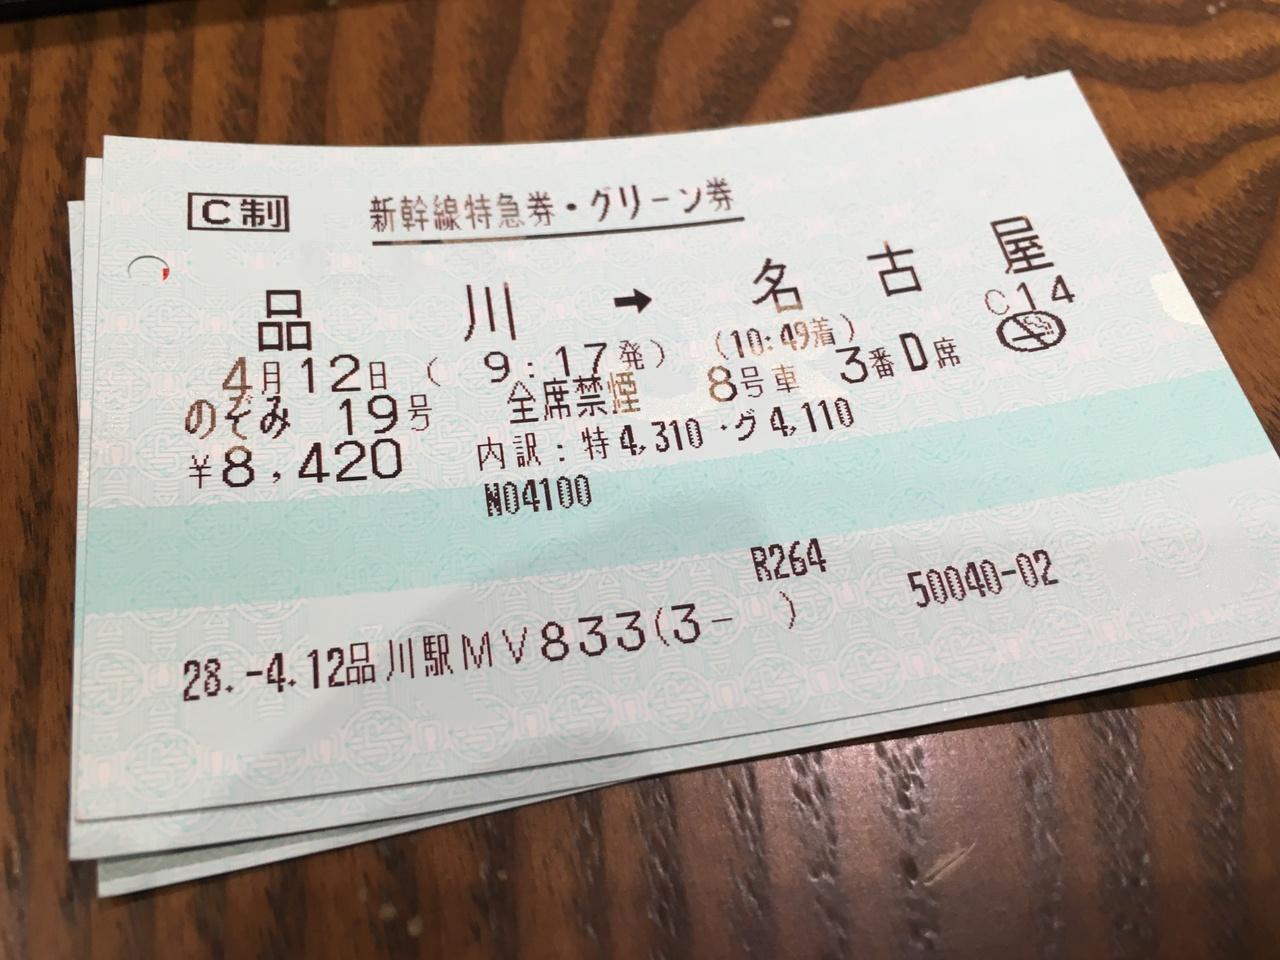 C制 新幹線特急券・グリーン券
品川 → 名古屋
4月12日 ( 9:17発) (10:49着) C14
のぞみ 19号 全席禁煙 8号車 3番D席
¥8,420 内訳:特4,310・グ4,110
N04100
R264
28.-4.12品川駅MV833(3- ) 50040-02